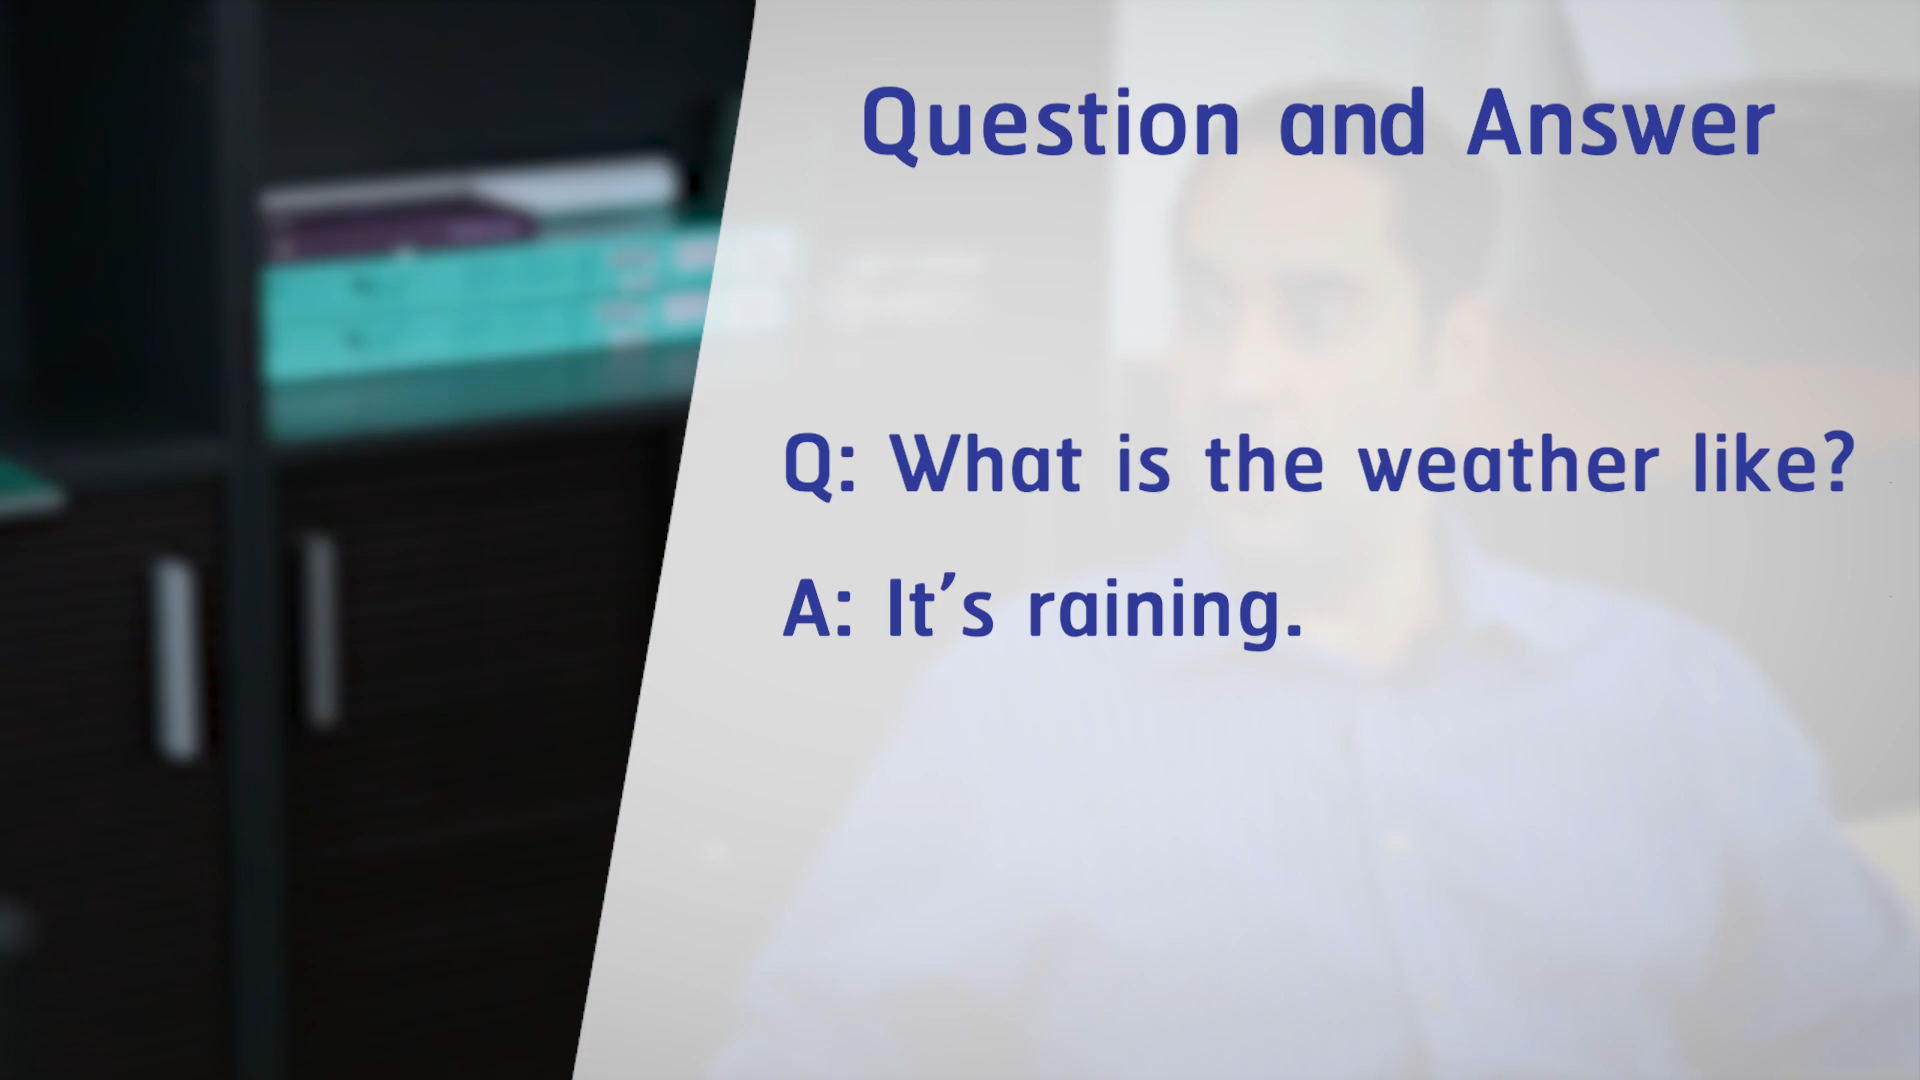 Question and Answer
Q: What is the weather like?
A: It's raining.